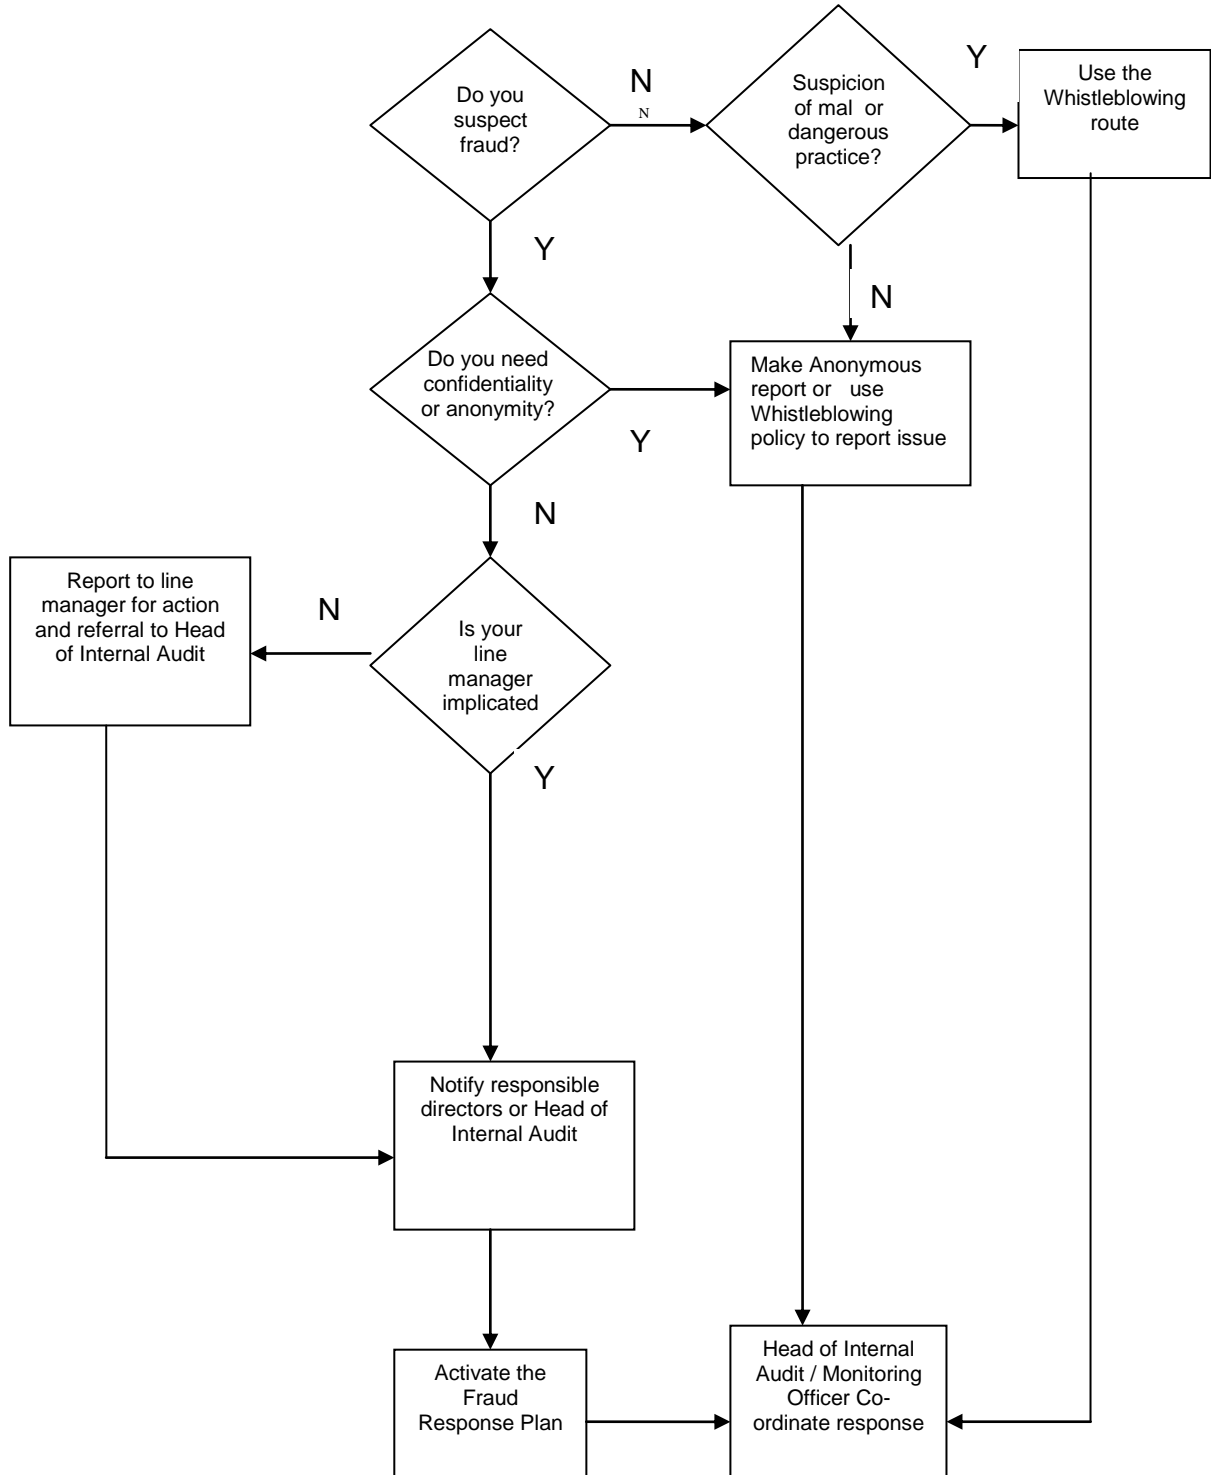 Do you
suspect
fraud?
N
N
Suspicion
of mal or
dangerous
practice?
Y
Use the
Whistleblowing
route
Y
N
Do you need
confidentiality
or anonymity?
Y
Make Anonymous
report or use
Whistleblowing
policy to report issue
N
Report to line
manager for action
and referral to Head
of Internal Audit
N
Is your
line
manager
implicated
Y
Notify responsible
directors or Head of
Internal Audit
Activate the
Fraud
Response Plan
Head of Internal
Audit / Monitoring
Officer Co-
ordinate response